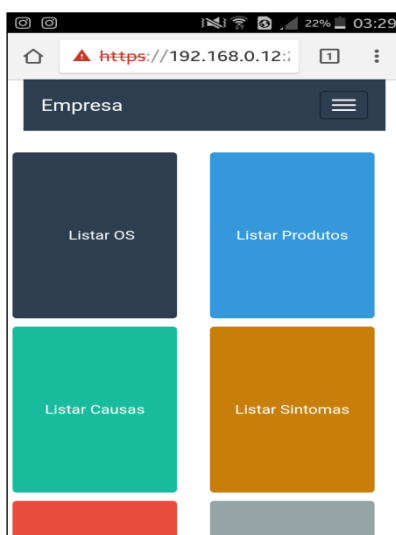 22% 03:29
https://192.168.0.12:
1
Empresa
Listar OS
Listar Produtos
Listar Causas
Listar Sintomas